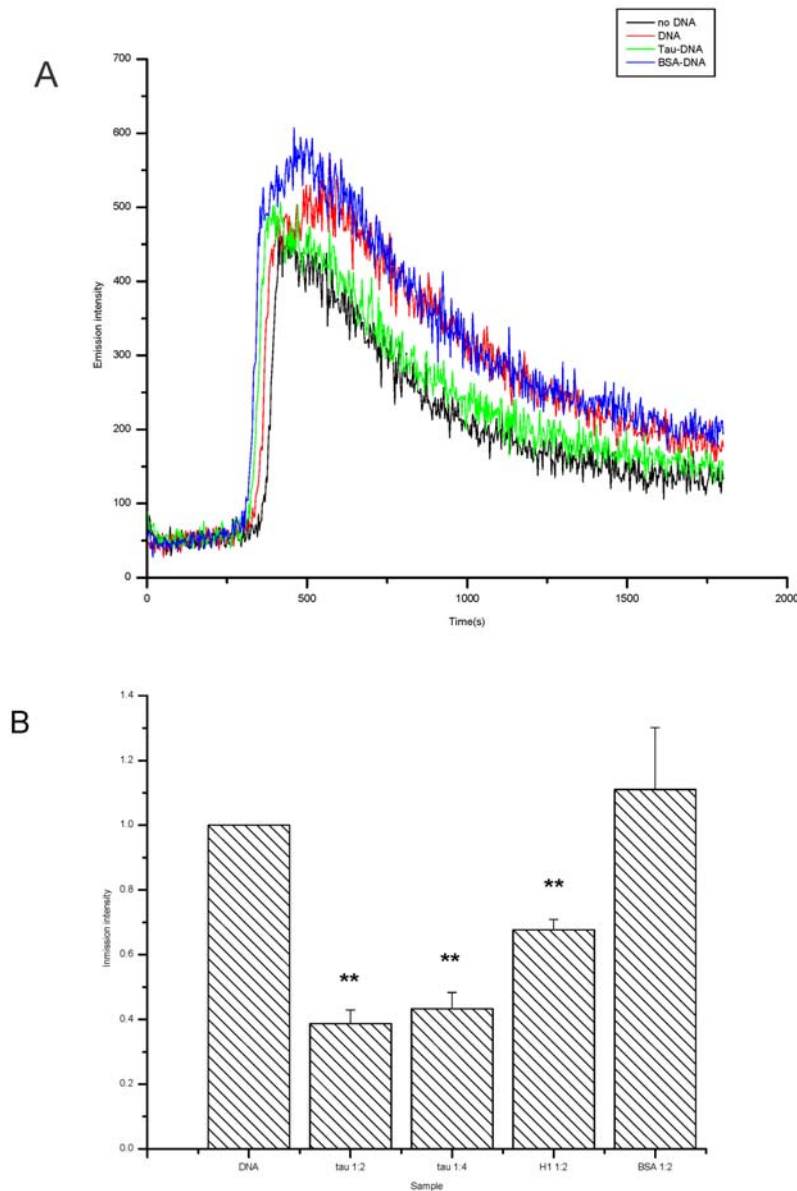 no DNA
DNA
Tau-DNA
BSA-DNA
A
700
600
500
400
300
200
100
0
Emission intensity
0 500 1000 1500 2000
Time(s)
B
1.4
1.2
1.0
0.8
0.6
0.4
0.2
0.0
Inmission intensity
** ** **
DNA tau 1:2 tau 1:4 H1 1:2 BSA 1:2
Sample